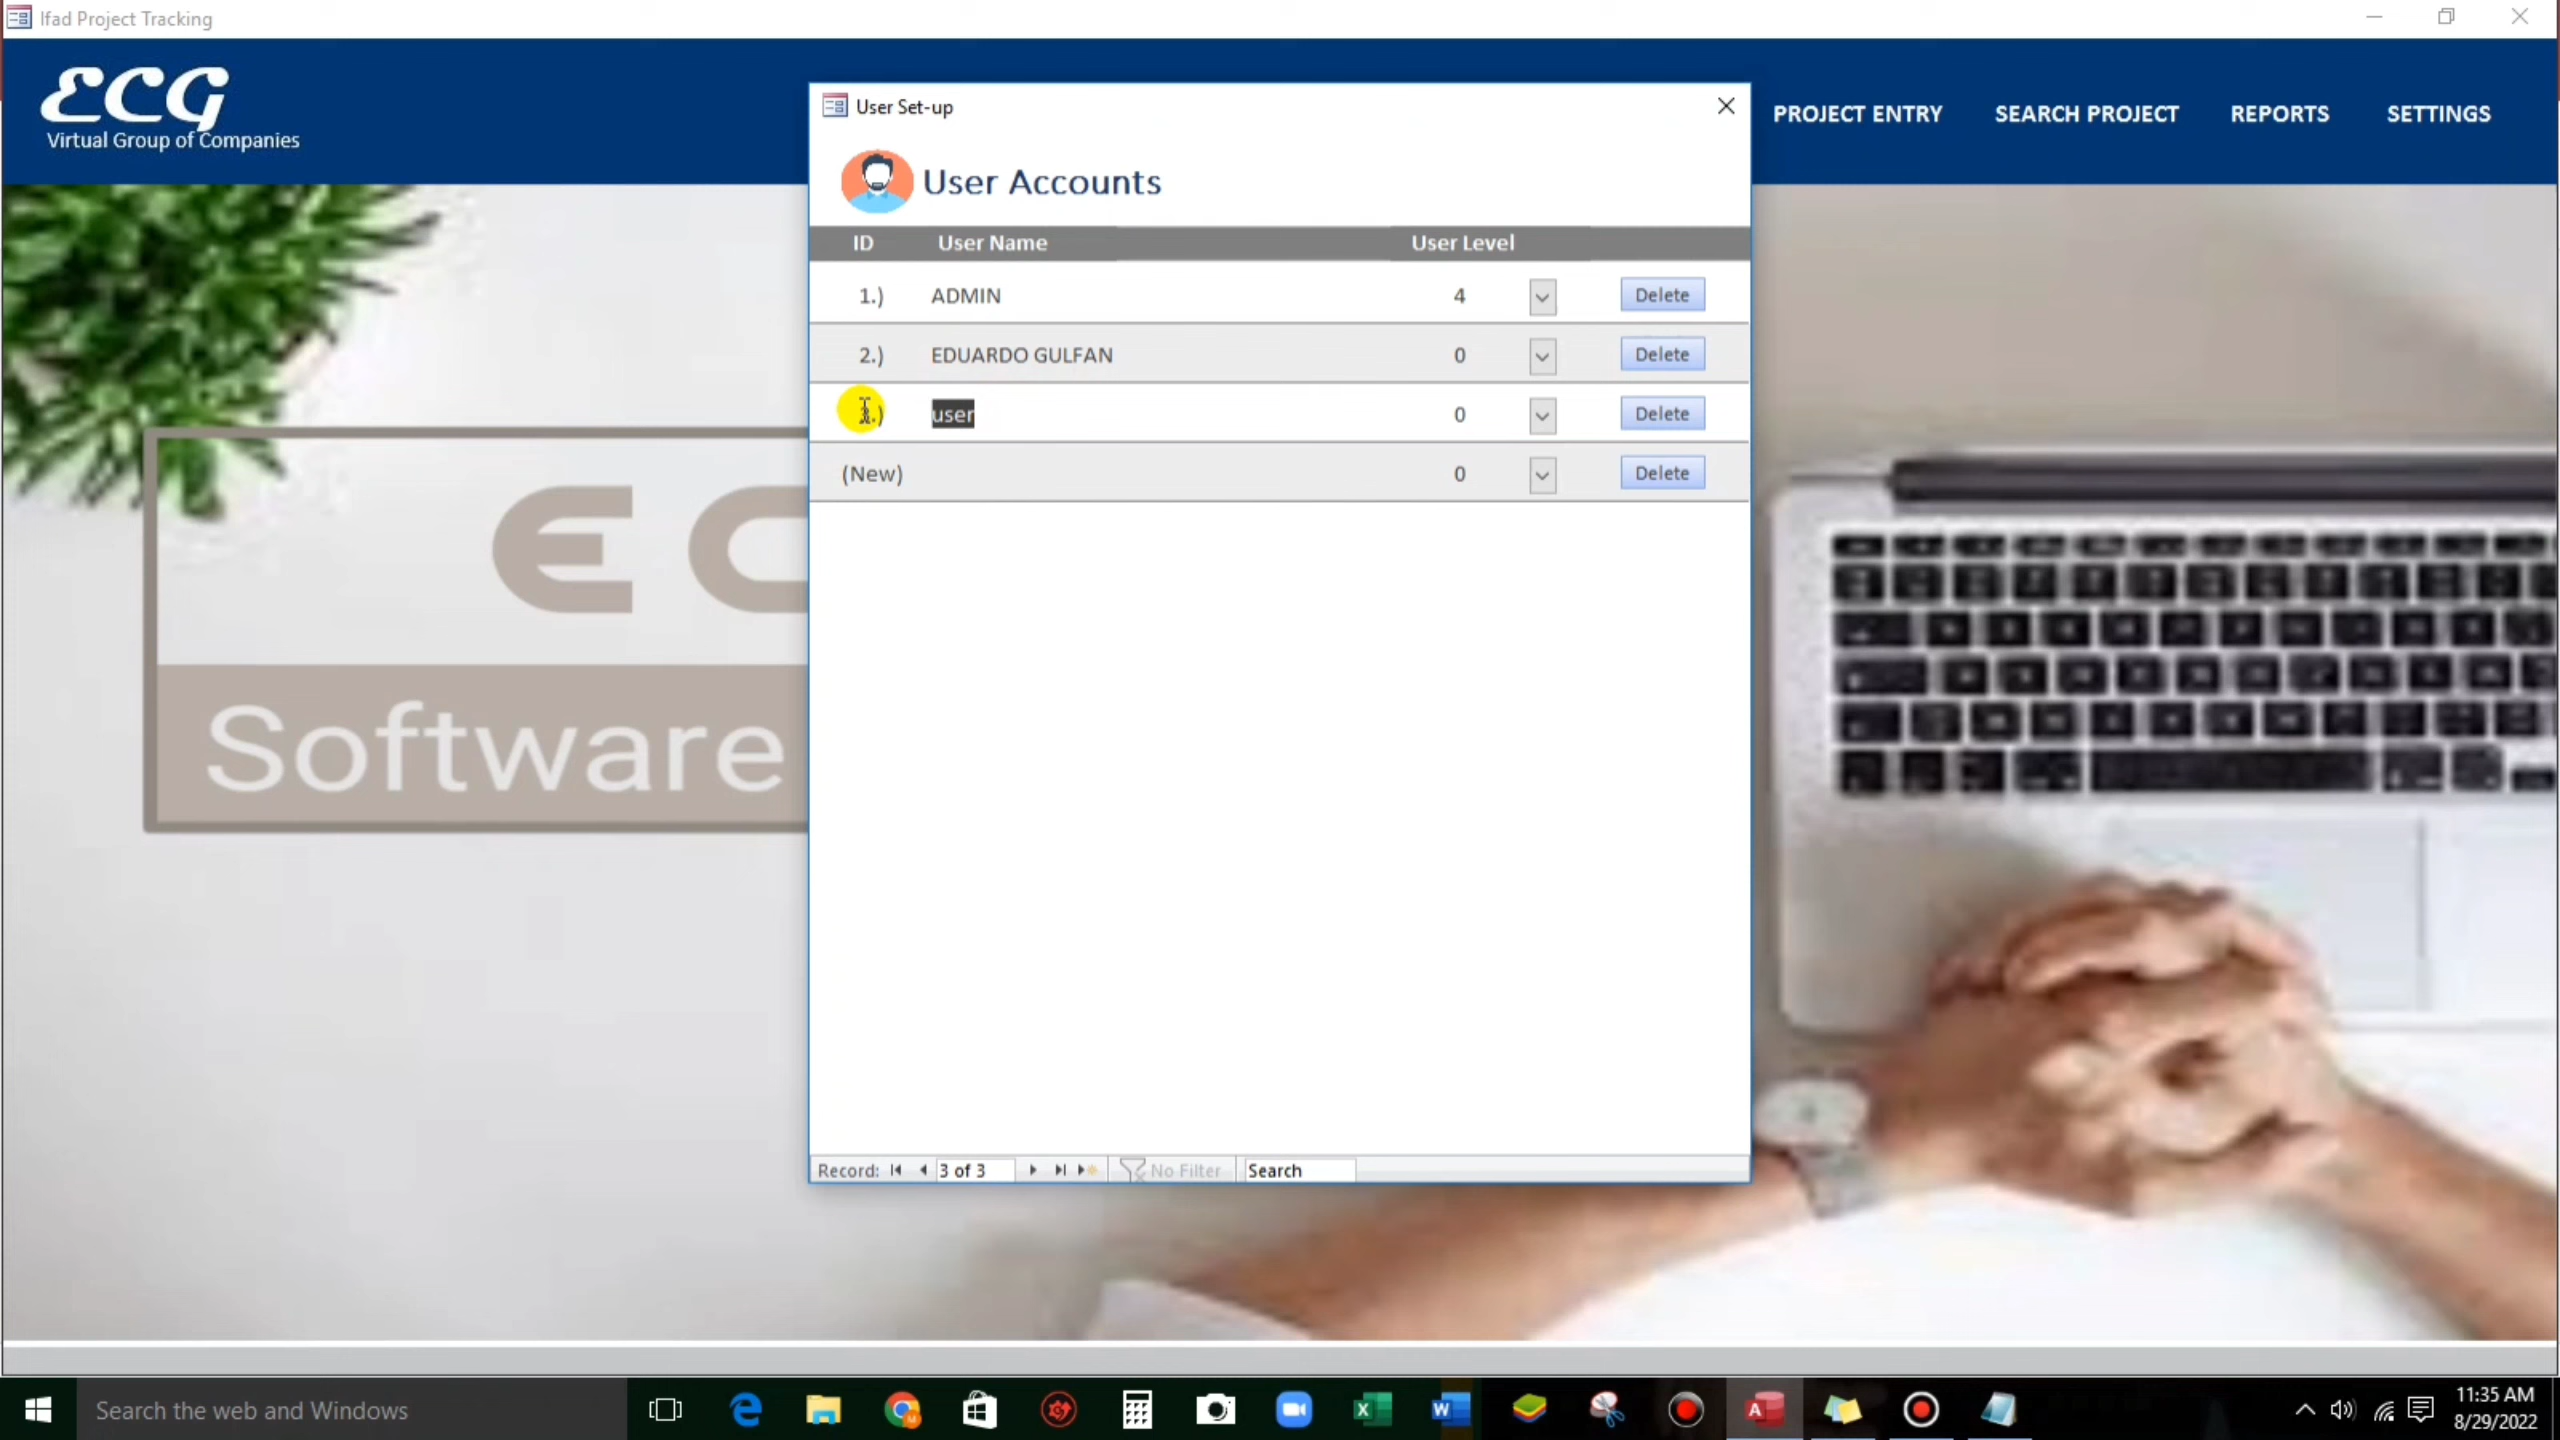 Ifad Project Tracking
ECG
Virtual Group of Companies
PROJECT ENTRY SEARCH PROJECT REPORTS SETTINGS
User Set-up
User Accounts
ID User Name User Level
1.) ADMIN 4 Delete
2.) EDUARDO GULFAN 0 Delete
3.) user 0 Delete
(New) 0 Delete
EC
Software
Record: 3 of 3 No Filter Search
Search the web and Windows
11:35 AM
8/29/2022